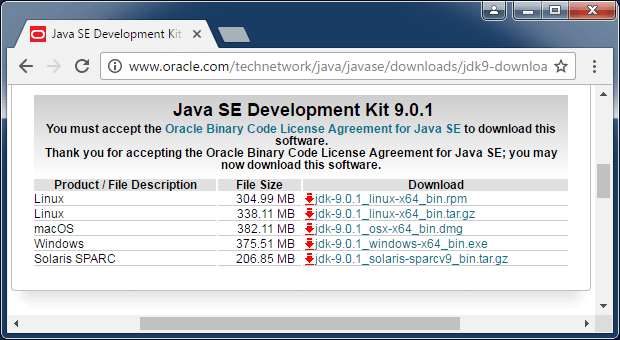 Java SE Development Kit
www.oracle.com/technetwork/java/javase/downloads/jdk9-downloa
Java SE Development Kit 9.0.1
You must accept the Oracle Binary Code License Agreement for Java SE to download this
software.
Thank you for accepting the Oracle Binary Code License Agreement for Java SE; you may
now download this software.
Product / File Description File Size Download
Linux 304.99 MB jdk-9.0.1_linux-x64_bin.rpm
Linux 338.11 MB jdk-9.0.1_linux-x64_bin.tar.gz
macOS 382.11 MB jdk-9.0.1_osx-x64_bin.dmg
Windows 375.51 MB jdk-9.0.1_windows-x64_bin.exe
Solaris SPARC 206.85 MB jdk-9.0.1_solaris-sparcv9_bin.tar.gz